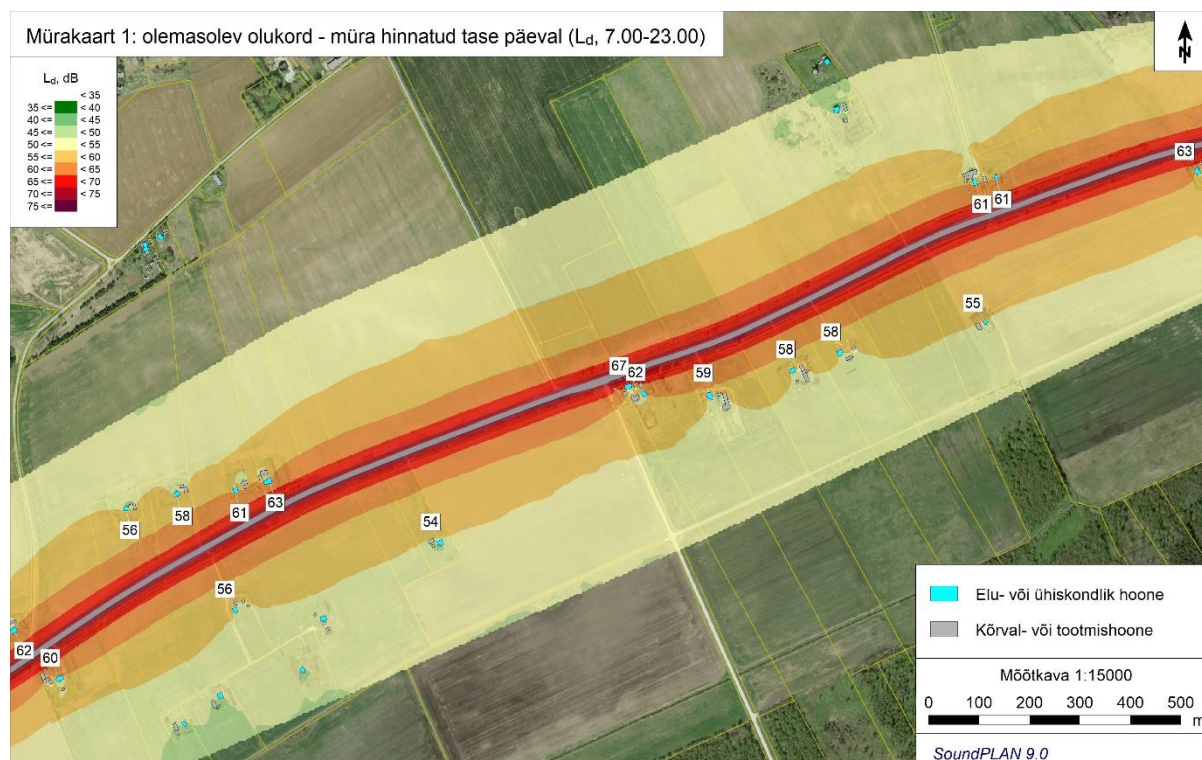 Mürakaart 1: olemasolev olukord - müra hinnatud tase päeval (Ld, 7.00-23.00)
N
Ld, dB
< 35
35 <= < 40
40 <= < 45
45 <= < 50
50 <= < 55
55 <= < 60
60 <= < 65
65 <= < 70
70 <= < 75
75 <=
63
61
61
55
58
58
67
62
59
63
61
58
56
54
56
62
60
Elu- või ühiskondlik hoone
Kõrval- või tootmishoone
Mõõtkava 1:15000
0 100 200 300 400 500
m
SoundPLAN 9.0